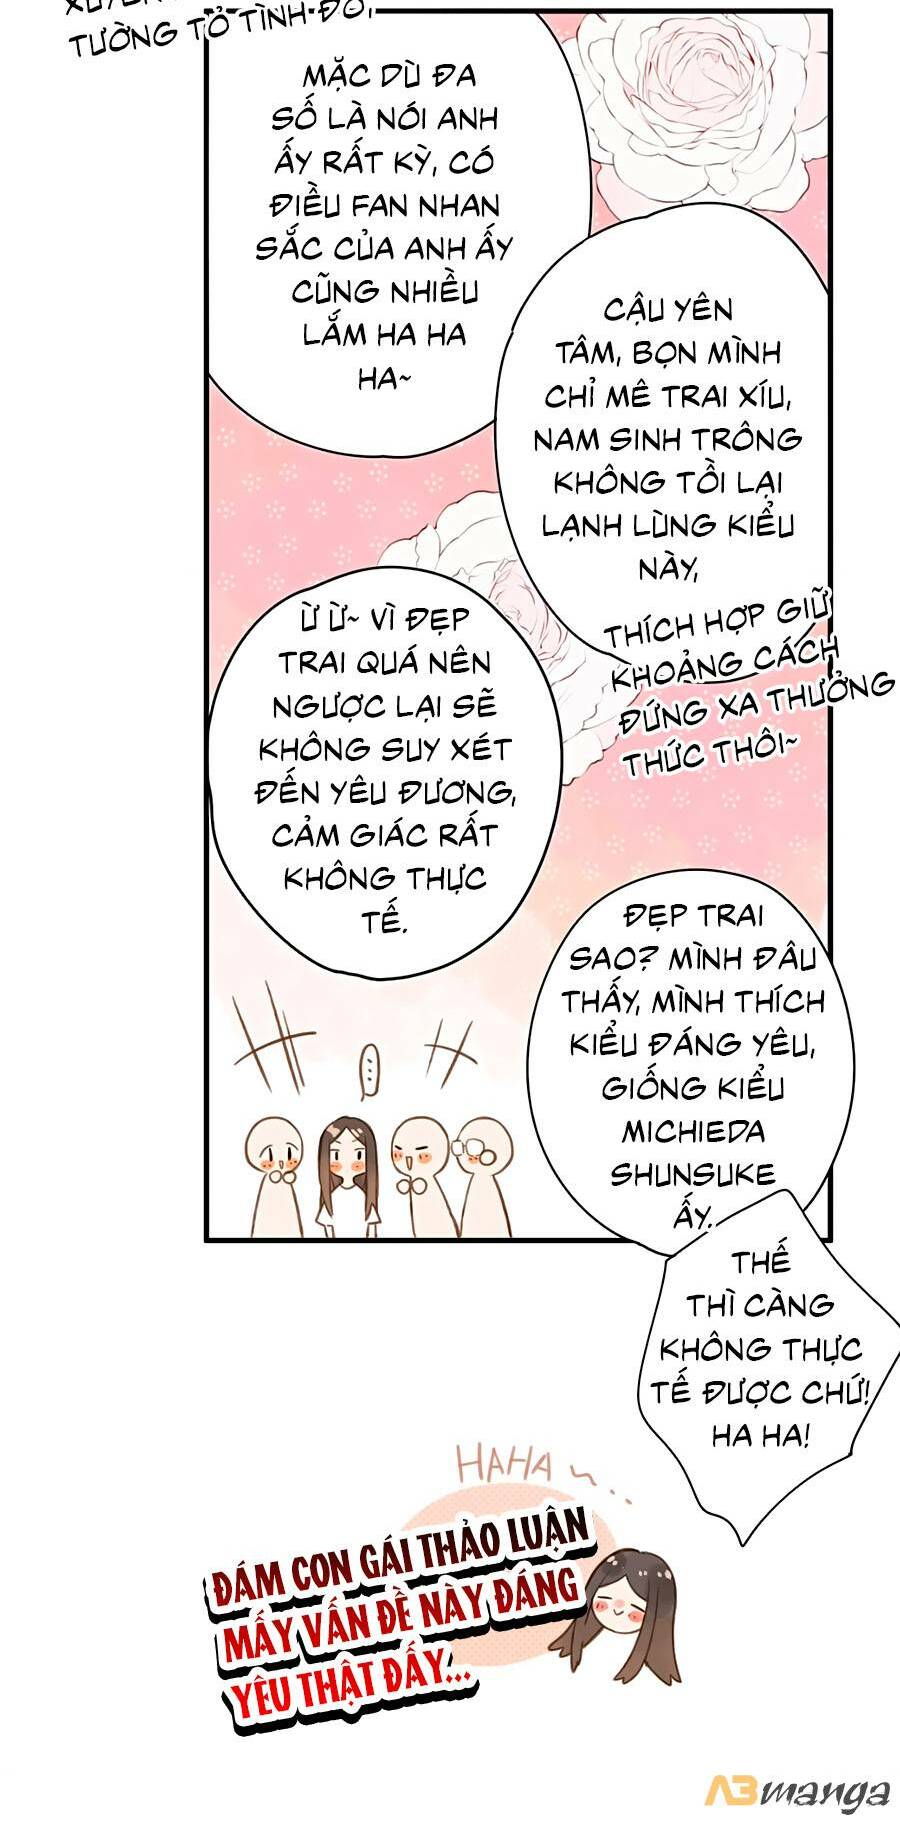 TƯỜNG TỎ TÌNH ĐÓ,
MẶC DÙ ĐA
SỐ LÀ NÓI ANH
ẤY RẤT KỲ, CÓ
ĐIỀU FAN NHAN
SẮC CỦA ANH ẤY
CŨNG NHIỀU
LẮM HA HA
HA~
CẬU YÊN
TÂM, BỌN MÌNH
CHỈ MÊ TRAI XÍU,
NAM SINH TRÔNG
KHÔNG TỒI LẠI
LẠNH LÙNG KIỂU
NÀY,
THÍCH HỢP GIỮ
KHOẢNG CÁCH
ĐỨNG XA THƯỞNG
THỨC THÔI~
Ừ Ừ~ VÌ ĐẸP
TRAI QUÁ NÊN
NGƯỢC LẠI SẼ
KHÔNG SUY XÉT
ĐẾN YÊU ĐƯƠNG,
CẢM GIÁC RẤT
KHÔNG THỰC
TẾ.
ĐẸP TRAI
SAO? MÌNH ĐÂU
THẤY, MÌNH THÍCH
KIỂU ĐÁNG YÊU,
GIỐNG KIỂU
MICHIEDA
SHUNSUKE
ẤY.
...
THẾ
THÌ CÀNG
KHÔNG THỰC
TẾ ĐƯỢC CHỨ!
HA HA!
HAHA~..
ĐÁM CON GÁI THẢO LUẬN
MẤY VẤN ĐỀ NÀY ĐÁNG
YÊU THẬT ĐẤY...
A3manga